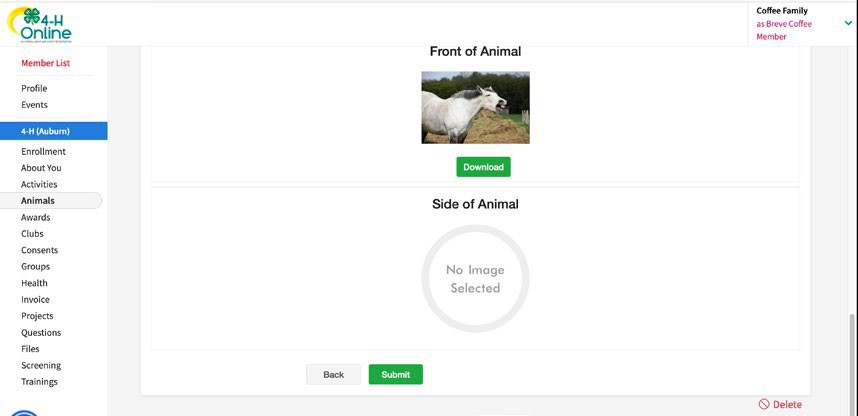 4-H
Online
Coffee Family
as Breve Coffee
Member
Member List
Profile
Events
4-H (Auburn)
Enrollment
About You
Activities
Animals
Awards
Clubs
Consents
Groups
Health
Invoice
Projects
Questions
Files
Screening
Trainings
Front of Animal
Download
Side of Animal
No Image
Selected
Back
Submit
Delete